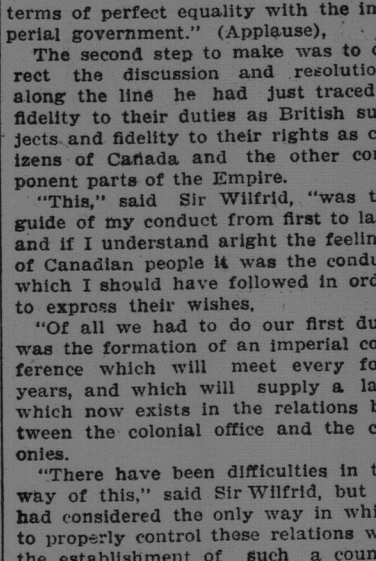 terms of perfect equality with the im
perial government." (Applause),
The second step to make was to
rect the discussion and resolutio
along the line he had just traced
fidelity to their duties as British su
jects and fidelity to their rights as c
izens of Canada and the other co
ponent parts of the Empire.
"This," said Sir Wilfrid, "was t
guide of my conduct from first to la
and if I understand aright the feelin
of Canadian people it was the condu
which I should have followed in ord
to express their wishes.
"Of all we had to do our first du
was the formation of an imperial co
ference which will meet every fo
years, and which will supply a la
which now exists in the relations b
tween the colonial office and the c
onies.
"There have been difficulties in t
way of this," said Sir Wilfrid, but
had considered the only way in whi
to properly control these relations w
the establishment of such a coun